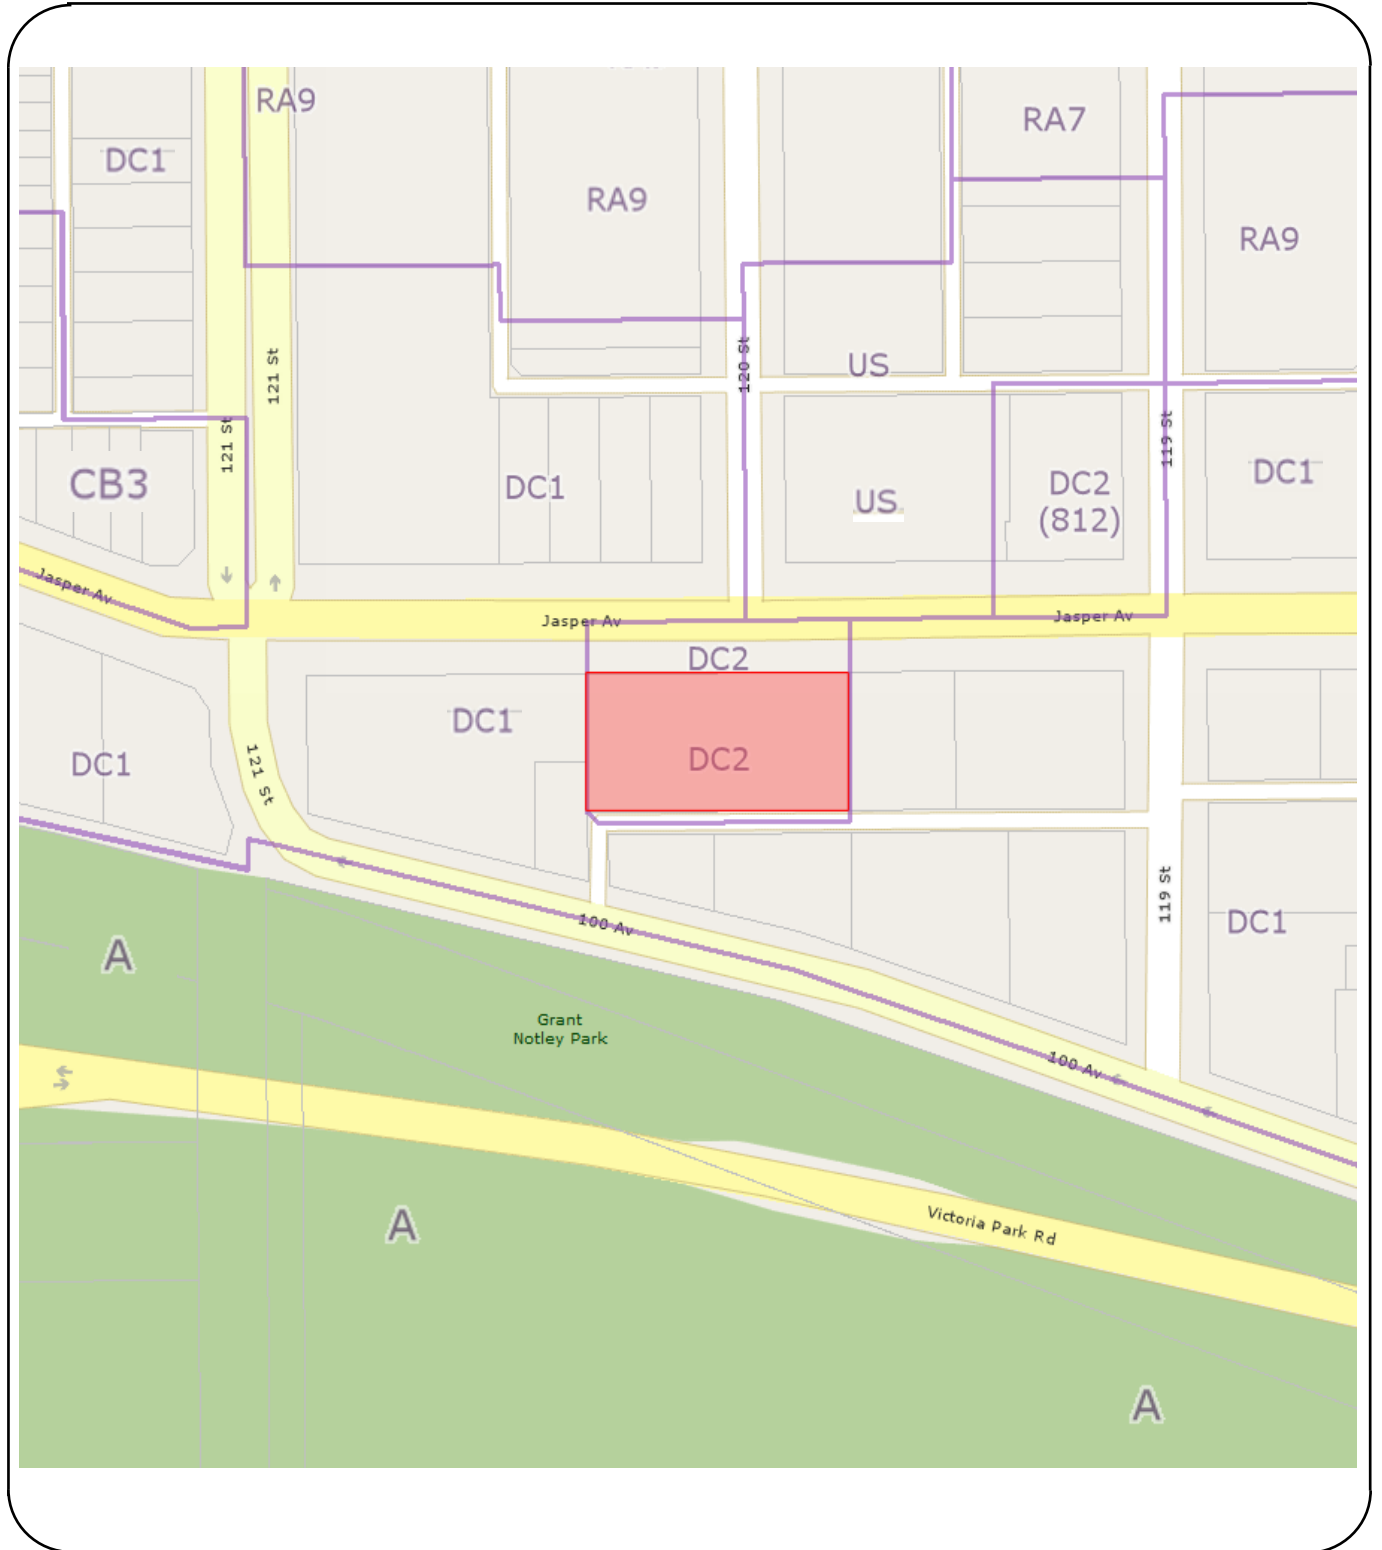 RA9
RA7
DC1
RA9
RA9
121 St
120 St
US
121 St
119 St
CB3
DC1
US
DC2
(812)
DC1
Jasper Av
Jasper Av
Jasper Av
DC2
DC1
DC2
DC1
121 St
119 St
100 Av
DC1
A
Grant
Notley Park
100 Av
A
Victoria Park Rd
A